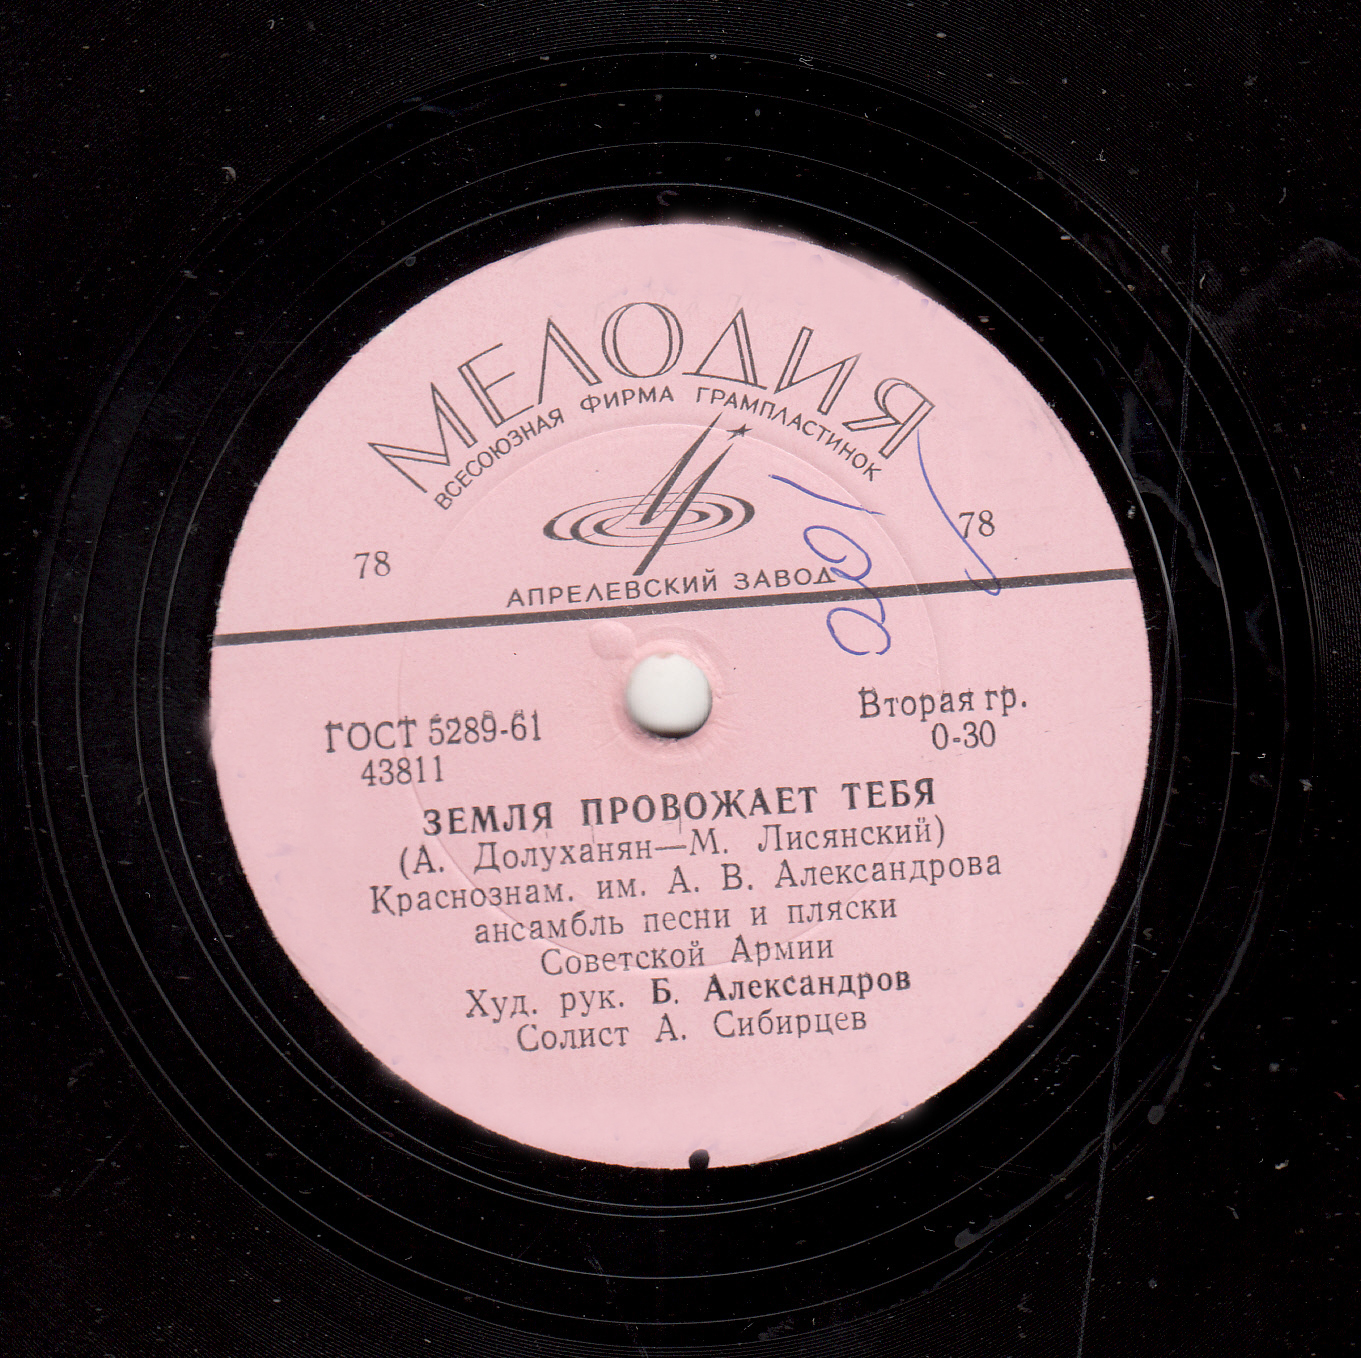 МЕЛОДИЯ
ВСЕСОЮЗНАЯ ФИРМА ГРАМПЛАСТИНОК
78
78
АПРЕЛЕВСКИЙ ЗАВОД
ГОСТ 5289-61
Вторая гр.
43811
0-30
ЗЕМЛЯ ПРОВОЖАЕТ ТЕБЯ
(А. Долуханян—М. Лисянский)
Краснознам. им. А. В. Александрова
ансамбль песни и пляски
Советской Армии
Худ. рук. Б. Александров
Солист А. Сибирцев